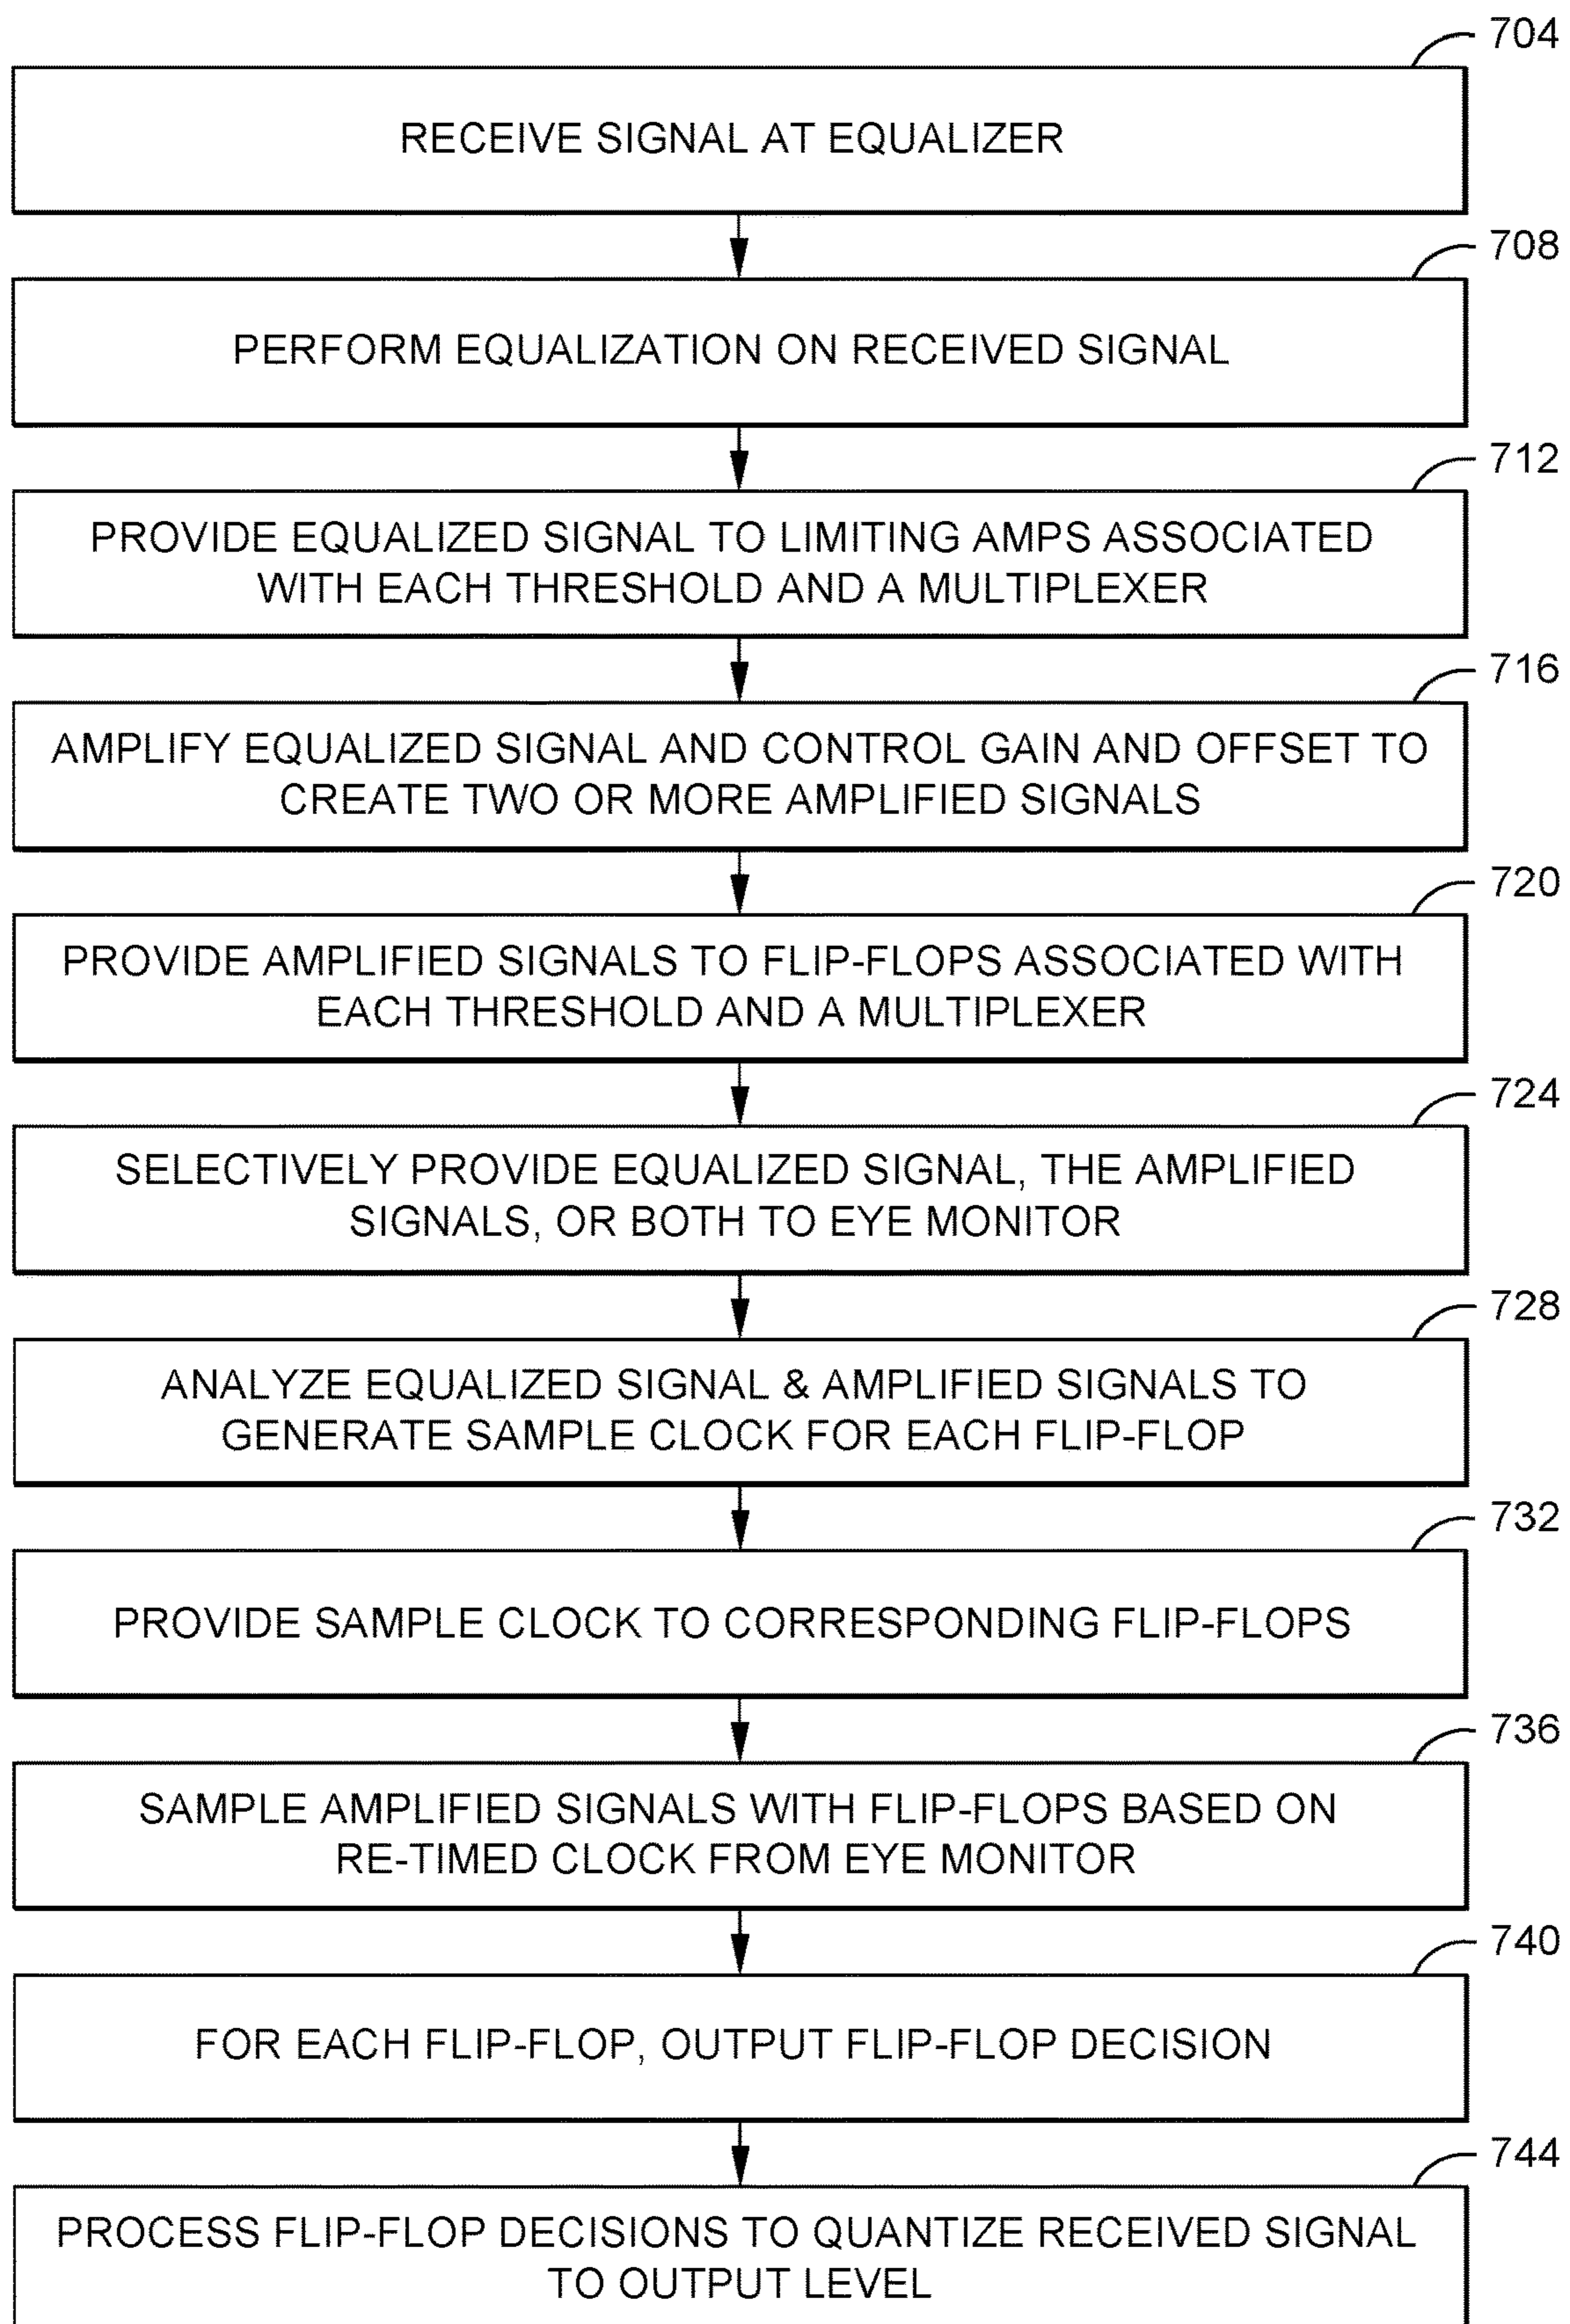 704
RECEIVE SIGNAL AT EQUALIZER
708
PERFORM EQUALIZATION ON RECEIVED SIGNAL
712
PROVIDE EQUALIZED SIGNAL TO LIMITING AMPS ASSOCIATED
WITH EACH THRESHOLD AND A MULTIPLEXER
716
AMPLIFY EQUALIZED SIGNAL AND CONTROL GAIN AND OFFSET TO
CREATE TWO OR MORE AMPLIFIED SIGNALS
720
PROVIDE AMPLIFIED SIGNALS TO FLIP-FLOPS ASSOCIATED WITH
EACH THRESHOLD AND A MULTIPLEXER
724
SELECTIVELY PROVIDE EQUALIZED SIGNAL, THE AMPLIFIED
SIGNALS, OR BOTH TO EYE MONITOR
728
ANALYZE EQUALIZED SIGNAL & AMPLIFIED SIGNALS TO
GENERATE SAMPLE CLOCK FOR EACH FLIP-FLOP
732
PROVIDE SAMPLE CLOCK TO CORRESPONDING FLIP-FLOPS
736
SAMPLE AMPLIFIED SIGNALS WITH FLIP-FLOPS BASED ON
RE-TIMED CLOCK FROM EYE MONITOR
740
FOR EACH FLIP-FLOP, OUTPUT FLIP-FLOP DECISION
744
PROCESS FLIP-FLOP DECISIONS TO QUANTIZE RECEIVED SIGNAL
TO OUTPUT LEVEL